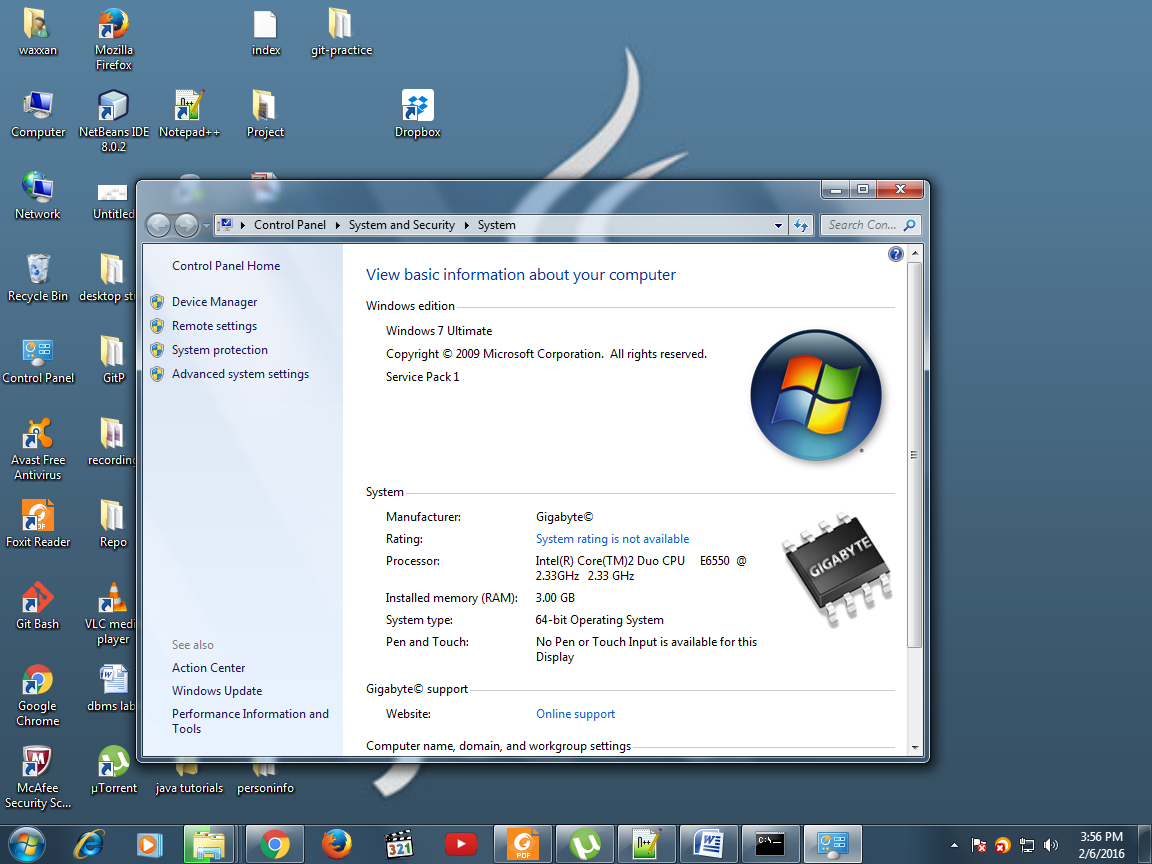 waxxan
Mozilla
Firefox
index
git-practice
Computer
NetBeans IDE
8.0.2
Notepad++
Project
Dropbox
Network
Untitled
Recycle Bin
desktop stu
Control Panel
GitP
Avast Free
Antivirus
recording
Foxit Reader
Repo
Git Bash
VLC medi
player
Google
Chrome
dbms lab
McAfee
Security Sc...
µTorrent
java tutorials
personinfo
Control Panel
System and Security
System
Search Con...
Control Panel Home
Device Manager
Remote settings
System protection
Advanced system settings
See also
Action Center
Windows Update
Performance Information and
Tools
View basic information about your computer
Windows edition
Windows 7 Ultimate
Copyright © 2009 Microsoft Corporation. All rights reserved.
Service Pack 1
System
Manufacturer: Gigabyte©
Rating: System rating is not available
Processor: Intel(R) Core(TM)2 Duo CPU E6550 @
2.33GHz 2.33 GHz
Installed memory (RAM): 3.00 GB
System type: 64-bit Operating System
Pen and Touch: No Pen or Touch Input is available for this
Display
GIGABYTE
Gigabyte© support
Website: Online support
Computer name, domain, and workgroup settings
321
PDF
C:\
3:56 PM
2/6/2016